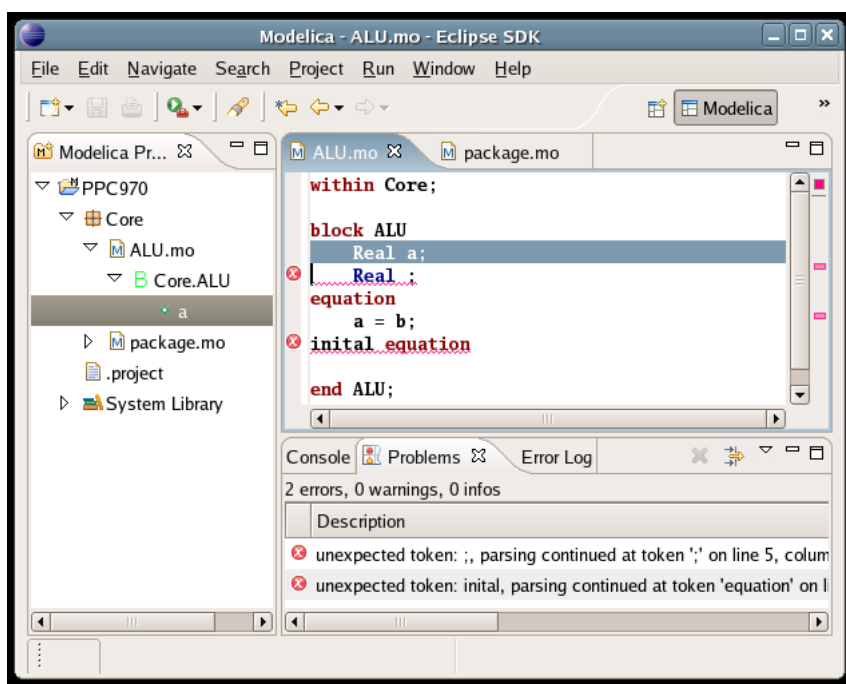 Modelica - ALU.mo - Eclipse SDK
File Edit Navigate Search Project Run Window Help
Modelica »
Modelica Pr...
PPC970
Core
ALU.mo
B Core.ALU
a
package.mo
.project
System Library
ALU.mo package.mo
within Core;
block ALU
Real a;
Real ;
equation
a = b;
inital equation
end ALU;
Console Problems Error Log
2 errors, 0 warnings, 0 infos
Description
unexpected token: ;, parsing continued at token ';' on line 5, colum
unexpected token: inital, parsing continued at token 'equation' on li